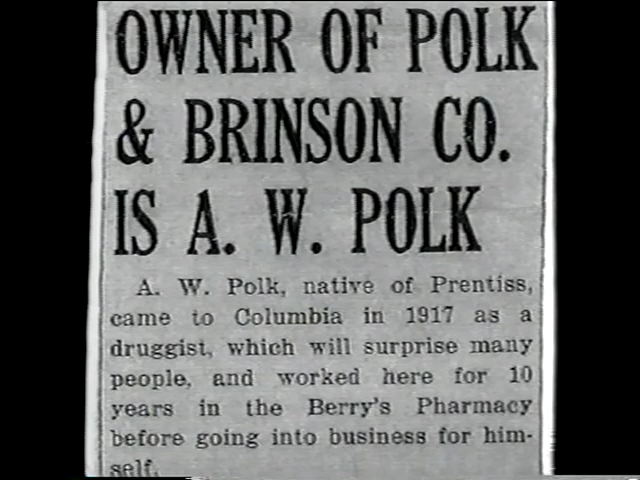 OWNER OF POLK
& BRINSON CO.
IS A. W. POLK
A. W. Polk, native of Prentiss,
came to Columbia in 1917 as a
druggist, which will surprise many
people, and worked here for 10
years in the Berry's Pharmacy
before going into business for him-
self.